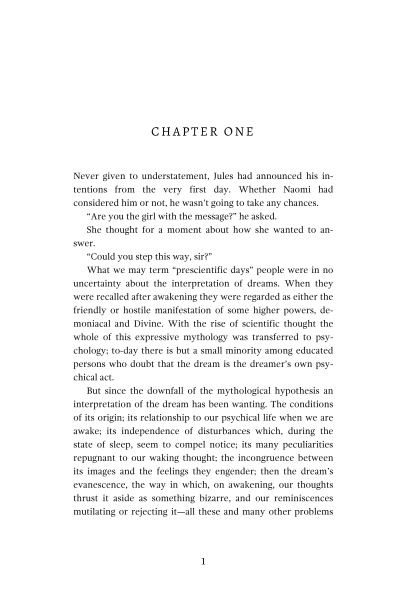 CHAPTER ONE
Never given to understatement, Jules had announced his in-
tentions from the very first day. Whether Naomi had
considered him or not, he wasn't going to take any chances.
“Are you the girl with the message?” he asked.
She thought for a moment about how she wanted to an-
swer.
“Could you step this way, sir?”
What we may term “prescientific days” people were in no
uncertainty about the interpretation of dreams. When they
were recalled after awakening they were regarded as either the
friendly or hostile manifestation of some higher powers, de-
moniacal and Divine. With the rise of scientific thought the
whole of this expressive mythology was transferred to psy-
chology; to-day there is but a small minority among educated
persons who doubt that the dream is the dreamer's own psy-
chical act.
But since the downfall of the mythological hypothesis an
interpretation of the dream has been wanting. The conditions
of its origin; its relationship to our psychical life when we are
awake; its independence of disturbances which, during the
state of sleep, seem to compel notice; its many peculiarities
repugnant to our waking thought; the incongruence between
its images and the feelings they engender; then the dream's
evanescence, the way in which, on awakening, our thoughts
thrust it aside as something bizarre, and our reminiscences
mutilating or rejecting it—all these and many other problems
1